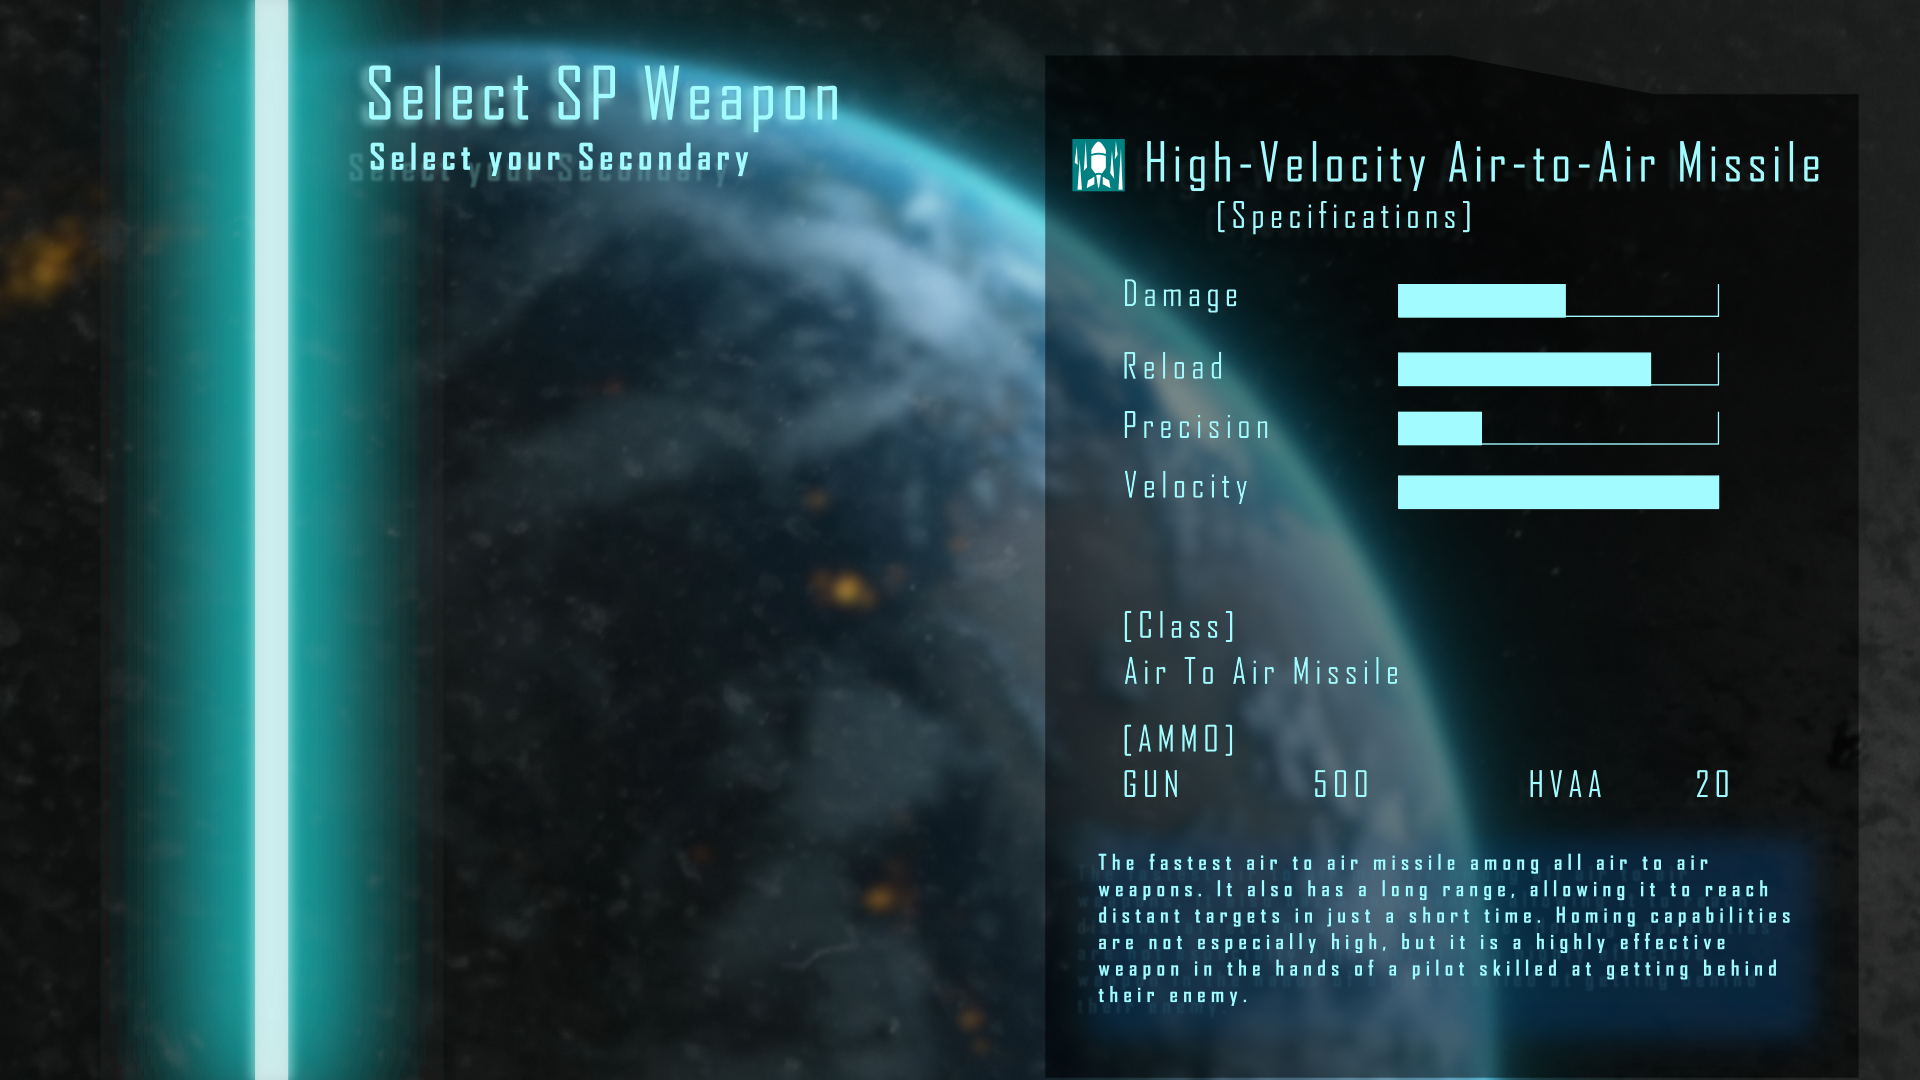 Select SP Weapon
Select your Secondary
High-Velocity Air-to-Air Missile
[Specifications]
Damage
Reload
Precision
Velocity
[Class]
Air To Air Missile
[AMMO]
GUN 500 HVAA 20
The fastest air to air missile among all air to air
weapons. It also has a long range, allowing it to reach
distant targets in just a short time. Homing capabilities
are not especially high, but it is a highly effective
weapon in the hands of a pilot skilled at getting behind
their enemy.